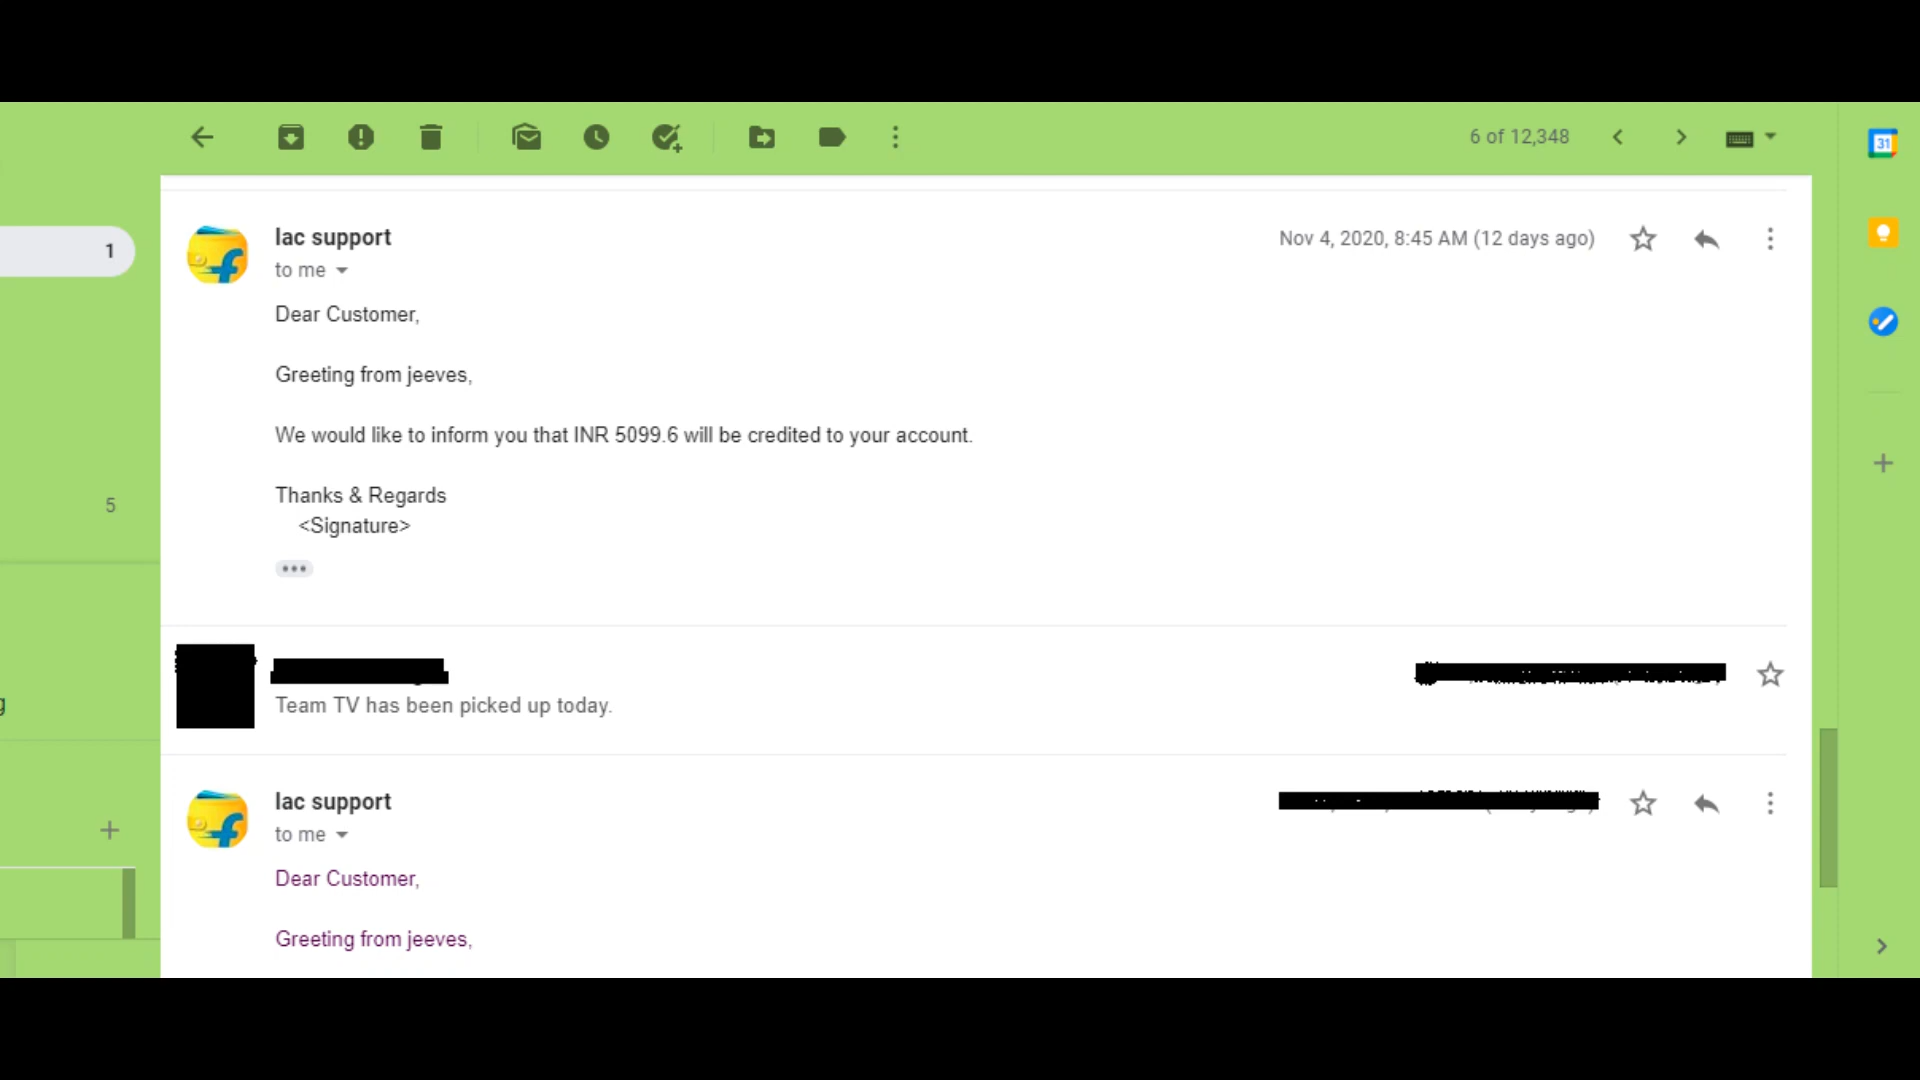 6 of 12,348
31
1
lac support
Nov 4, 2020, 8:45 AM (12 days ago)
to me
Dear Customer,
Greeting from jeeves,
We would like to inform you that INR 5099.6 will be credited to your account.
Thanks & Regards
<Signature>
5
Team TV has been picked up today.
g
lac support
to me
Dear Customer,
Greeting from jeeves,